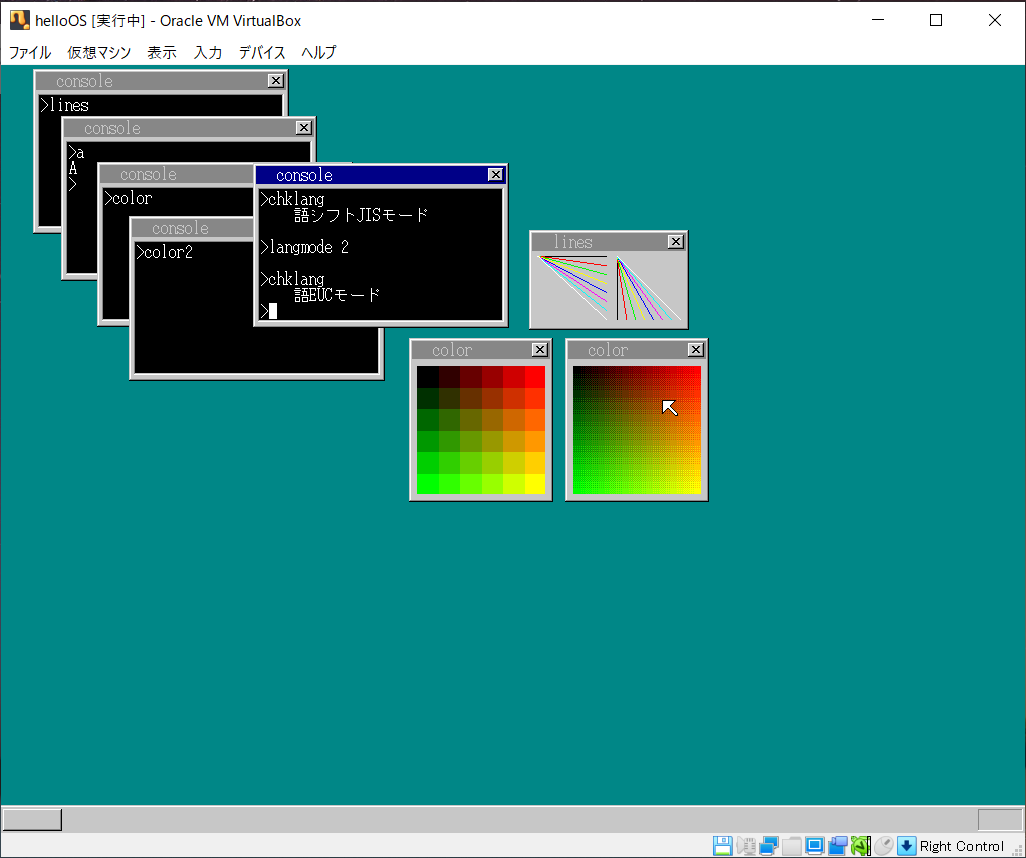 helloOS [実行中] - Oracle VM VirtualBox
ファイル 仮想マシン 表示 入力 デバイス ヘルプ
console
>lines
console
>a
A
>
console
>color
console
>color2
console
>chklang
語シフトJISモード
>langmode 2
>chklang
語EUCモード
>
lines
color
color
Right Control